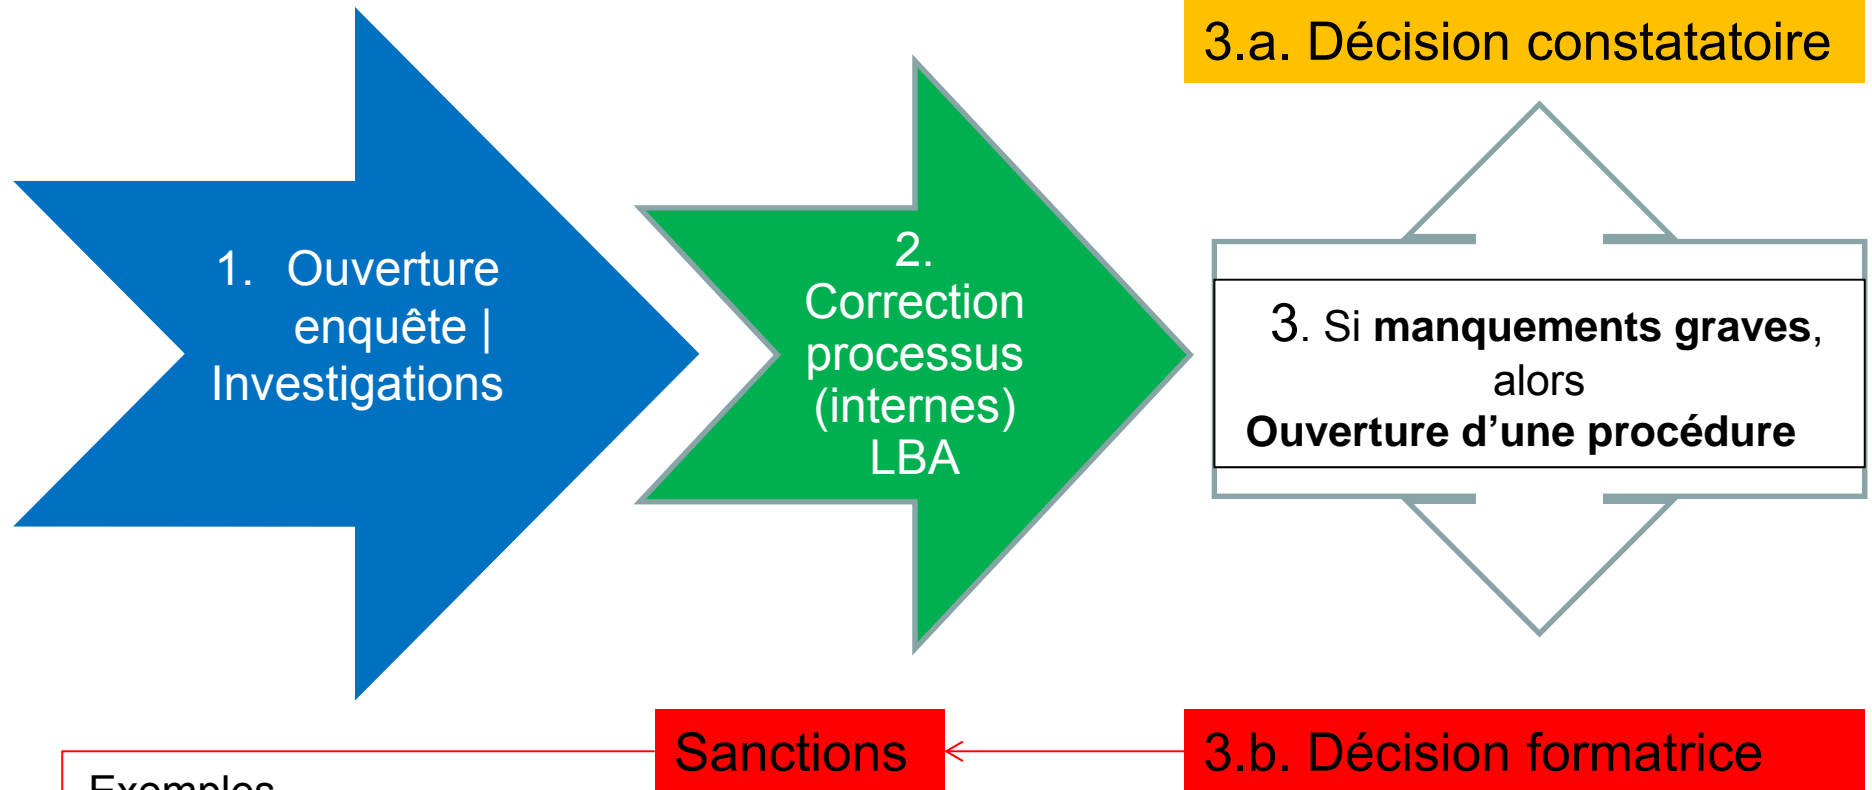 3.a. Décision constatatoire
1. Ouverture
enquête |
Investigations
2.
Correction
processus
(internes)
LBA
3. Si manquements graves,
alors
Ouverture d’une procédure
Sanctions
3.b. Décision formatrice
Exemples